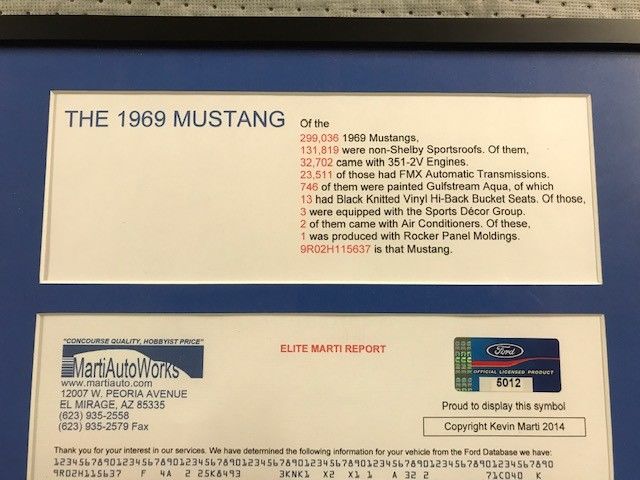 THE 1969 MUSTANG
Of the
299,036 1969 Mustangs,
131,819 were non-Shelby Sportsroofs. Of them,
32,702 came with 351-2V Engines.
23,511 of those had FMX Automatic Transmissions.
746 of them were painted Gulfstream Aqua, of which
13 had Black Knitted Vinyl Hi-Back Bucket Seats. Of those,
3 were equipped with the Sports Décor Group.
2 of them came with Air Conditioners. Of these,
1 was produced with Rocker Panel Moldings.
9R02H115637 is that Mustang.
"CONCOURSE QUALITY, HOBBYIST PRICE"
MartiAutoWorks
www.martiauto.com
12007 W. PEORIA AVENUE
EL MIRAGE, AZ 85335
(623) 935-2558
(623) 935-2579 Fax
ELITE MARTI REPORT
Ford
OFFICIAL LICENSED PRODUCT
5012
Proud to display this symbol
Copyright Kevin Marti 2014
Thank you for your interest in our services. We have determined the following information for your vehicle from the Ford Database we have:
12345678901234567890123456789012345678901234567890123456789012345678901234567890
9R02H115637 F 4A 2 25K8493 3KNK1 X2 X1 1 A 32 2 71C040 K